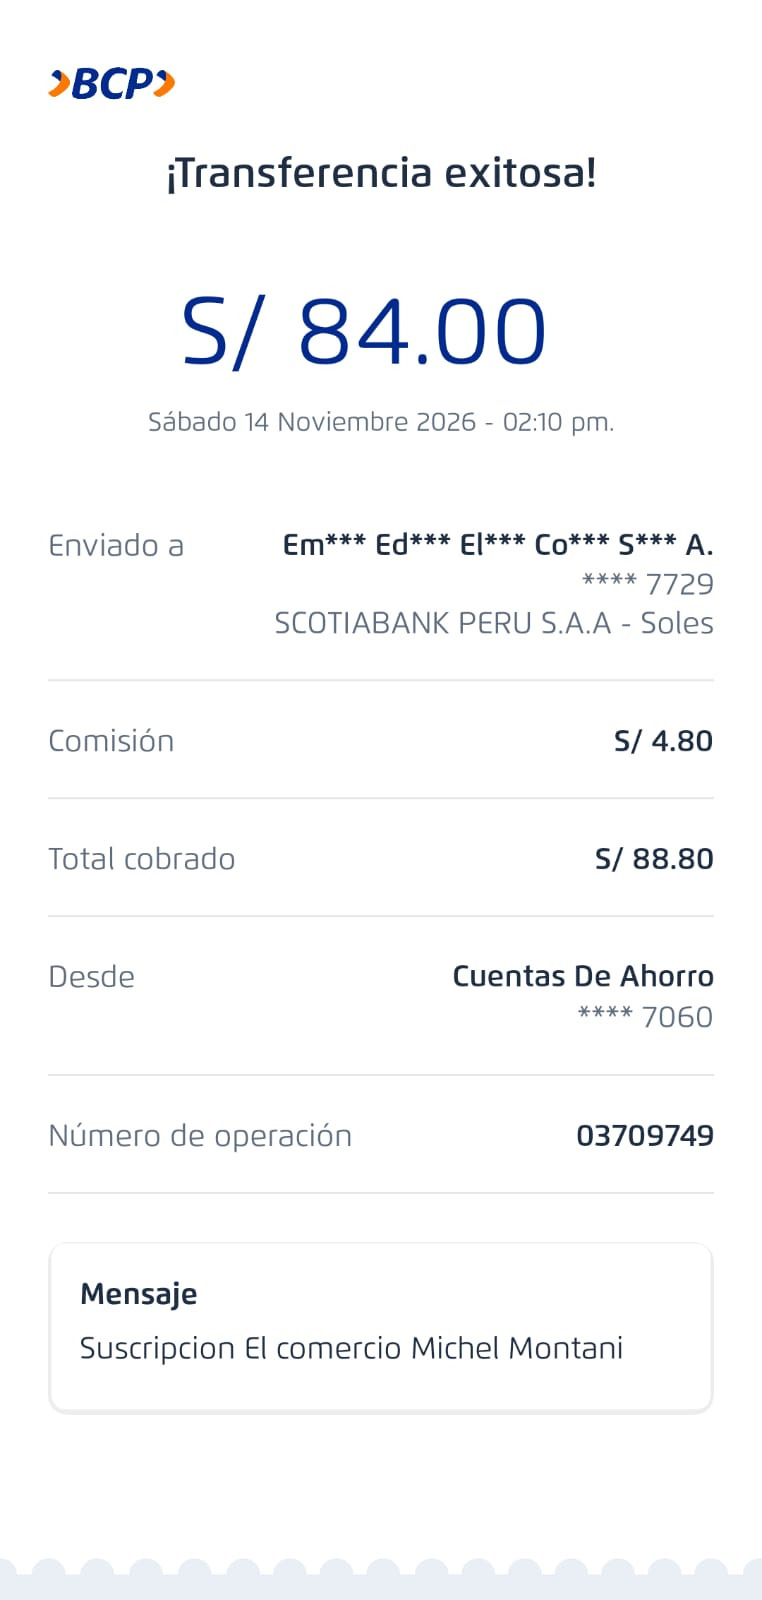 BCP
¡Transferencia exitosa!
S/ 84.00
Sábado 14 Noviembre 2026 - 02:10 pm.
Enviado a
Em*** Ed*** El*** Co*** S*** A.
**** 7729
SCOTIABANK PERU S.A.A - Soles
Comisión
S/ 4.80
Total cobrado
S/ 88.80
Desde
Cuentas De Ahorro
**** 7060
Número de operación
03709749
Mensaje
Suscripcion El comercio Michel Montani